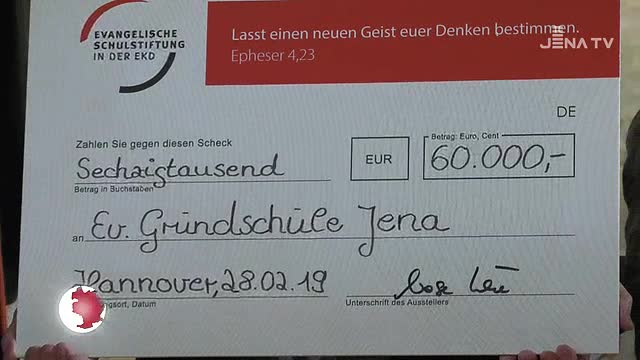 EVANGELISCHE
SCHULSTIFTUNG
IN DER EKD
Lasst einen neuen Geist euer Denken bestimmen.
Epheser 4,23
JENA TV
DE
Zahlen Sie gegen diesen Scheck
Sechzigtausend
Betrag in Buchstaben
EUR
Betrag: Euro, Cent
60.000,-
an Ev. Grundschule Jena
Hannover, 28.02.19
Datum
Unterschrift des Ausstellers